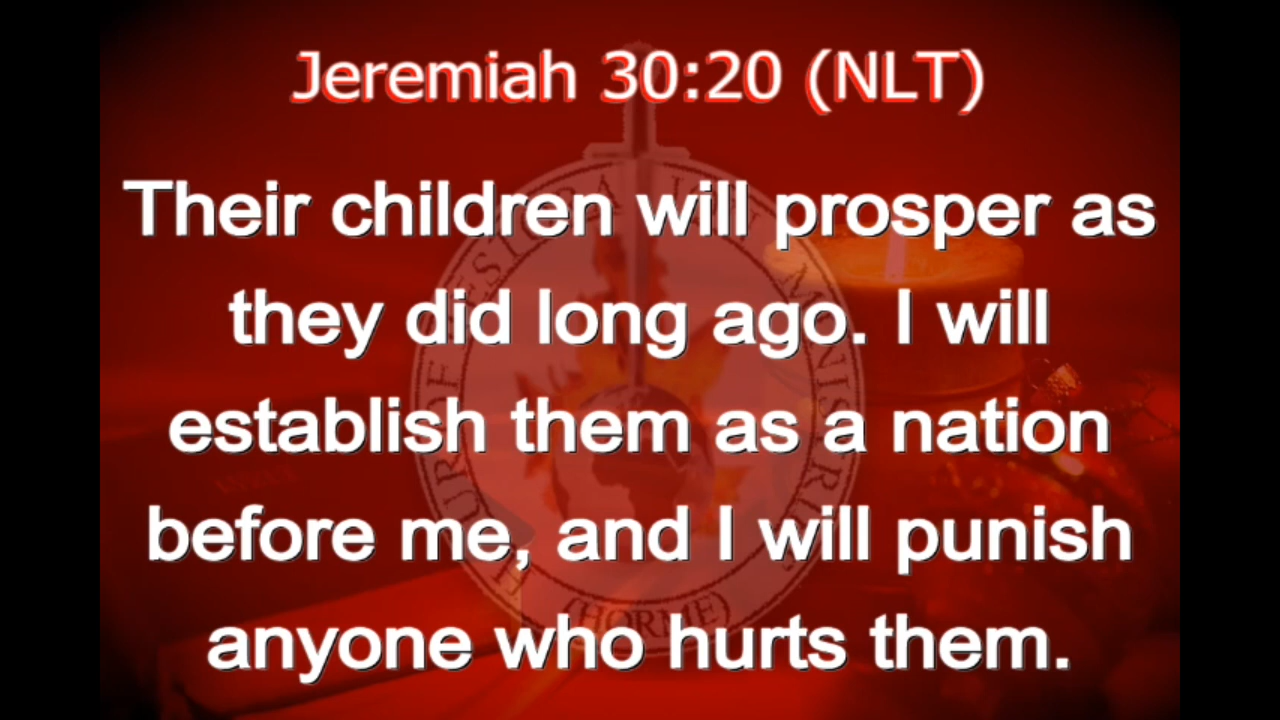 Jeremiah 30:20 (NLT)
Their children will prosper as
they did long ago. I will
establish them as a nation
before me, and I will punish
anyone who hurts them.
(HORME)